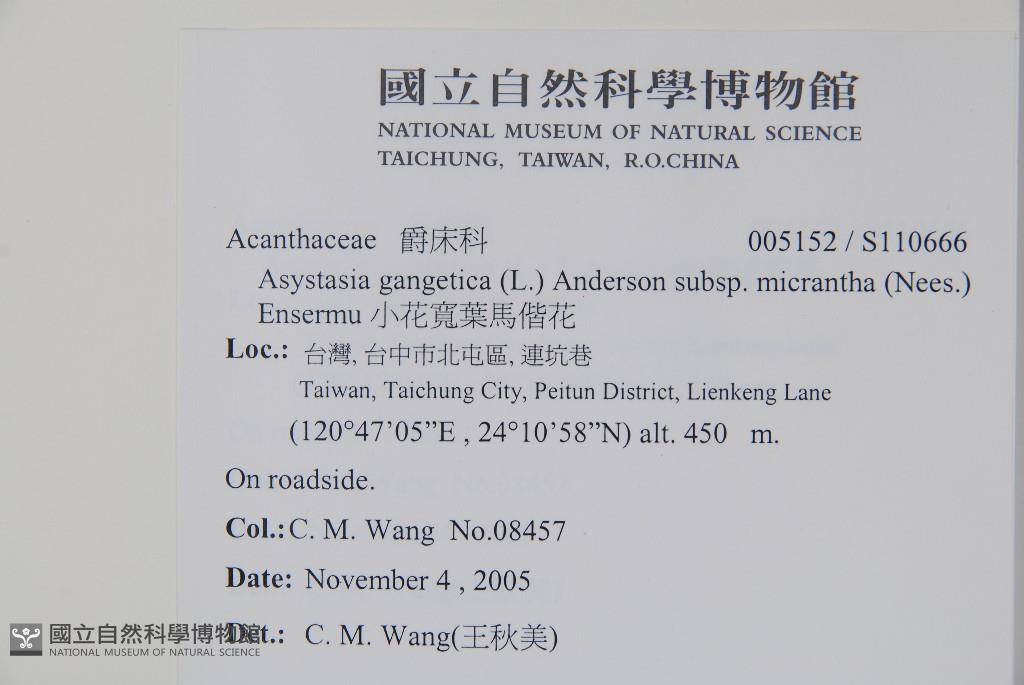 國立自然科學博物館
NATIONAL MUSEUM OF NATURAL SCIENCE
TAICHUNG, TAIWAN, R.O.CHINA
Acanthaceae 爵床科 005152 / S110666
Asystasia gangetica (L.) Anderson subsp. micrantha (Nees.)
Ensermu 小花寬葉馬偕花
Loc.: 台灣, 台中市北屯區, 連坑巷
Taiwan, Taichung City, Peitun District, Lienkeng Lane
(120°47’05”E , 24°10’58”N) alt. 450 m.
On roadside.
Col.: C. M. Wang No.08457
Date: November 4 , 2005
Det.: C. M. Wang(王秋美)
國立自然科學博物館
NATIONAL MUSEUM OF NATURAL SCIENCE